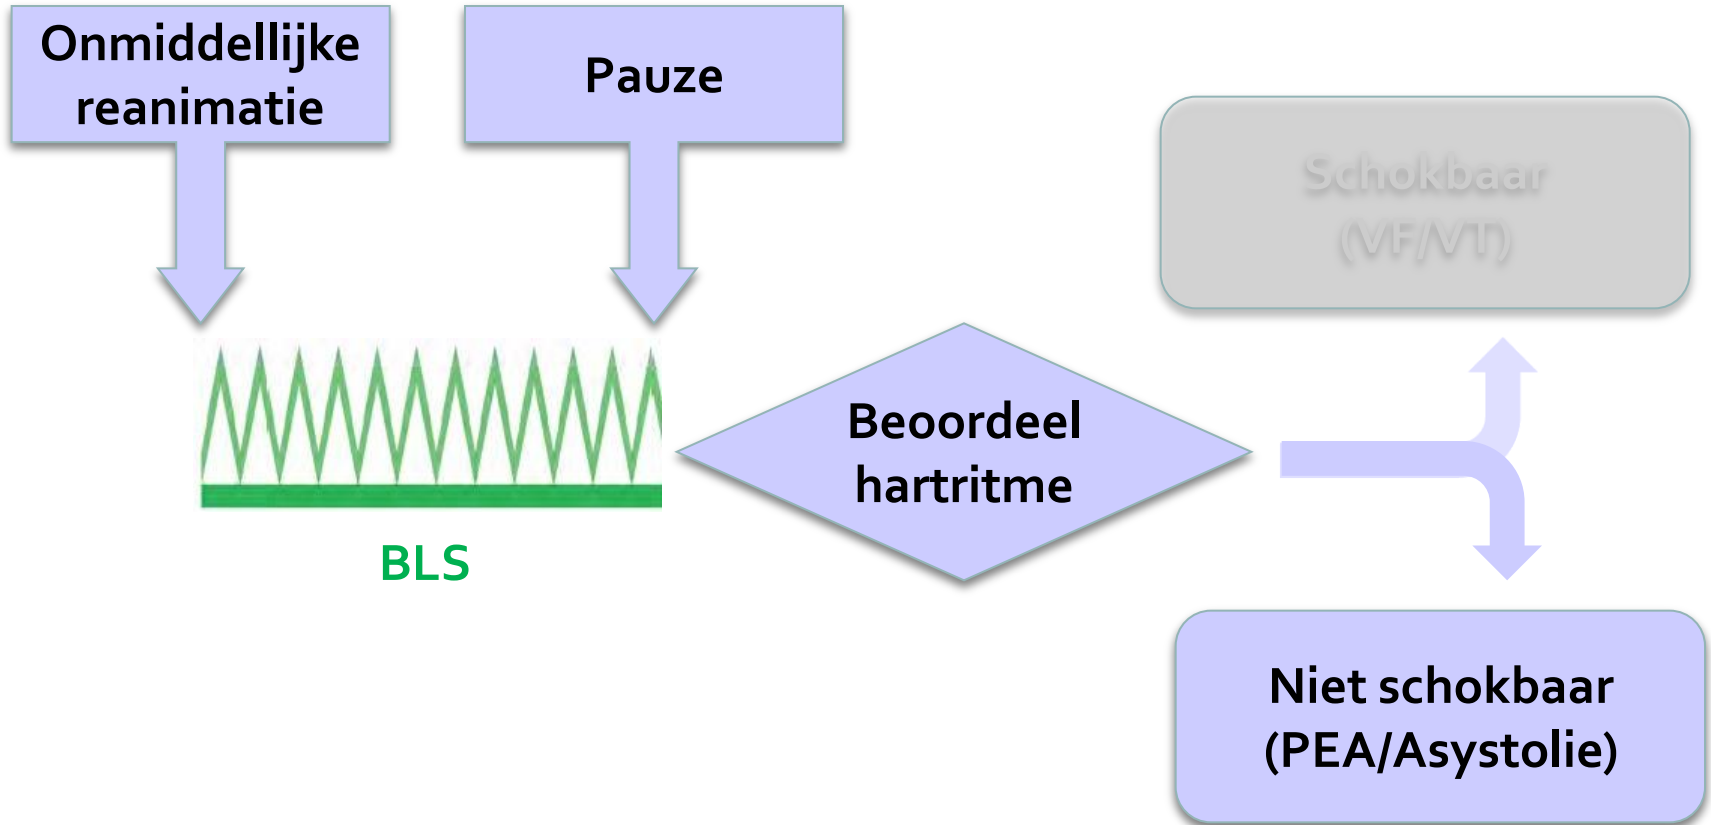 Onmiddellijke
reanimatie
Pauze
Schokbaar
(VF/VT)
Beoordeel
hartritme
BLS
Niet schokbaar
(PEA/Asystolie)